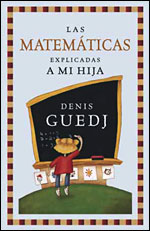 LAS
MATEMÁTICAS
EXPLICADAS
A MI HIJA
DENIS
GUEDJ